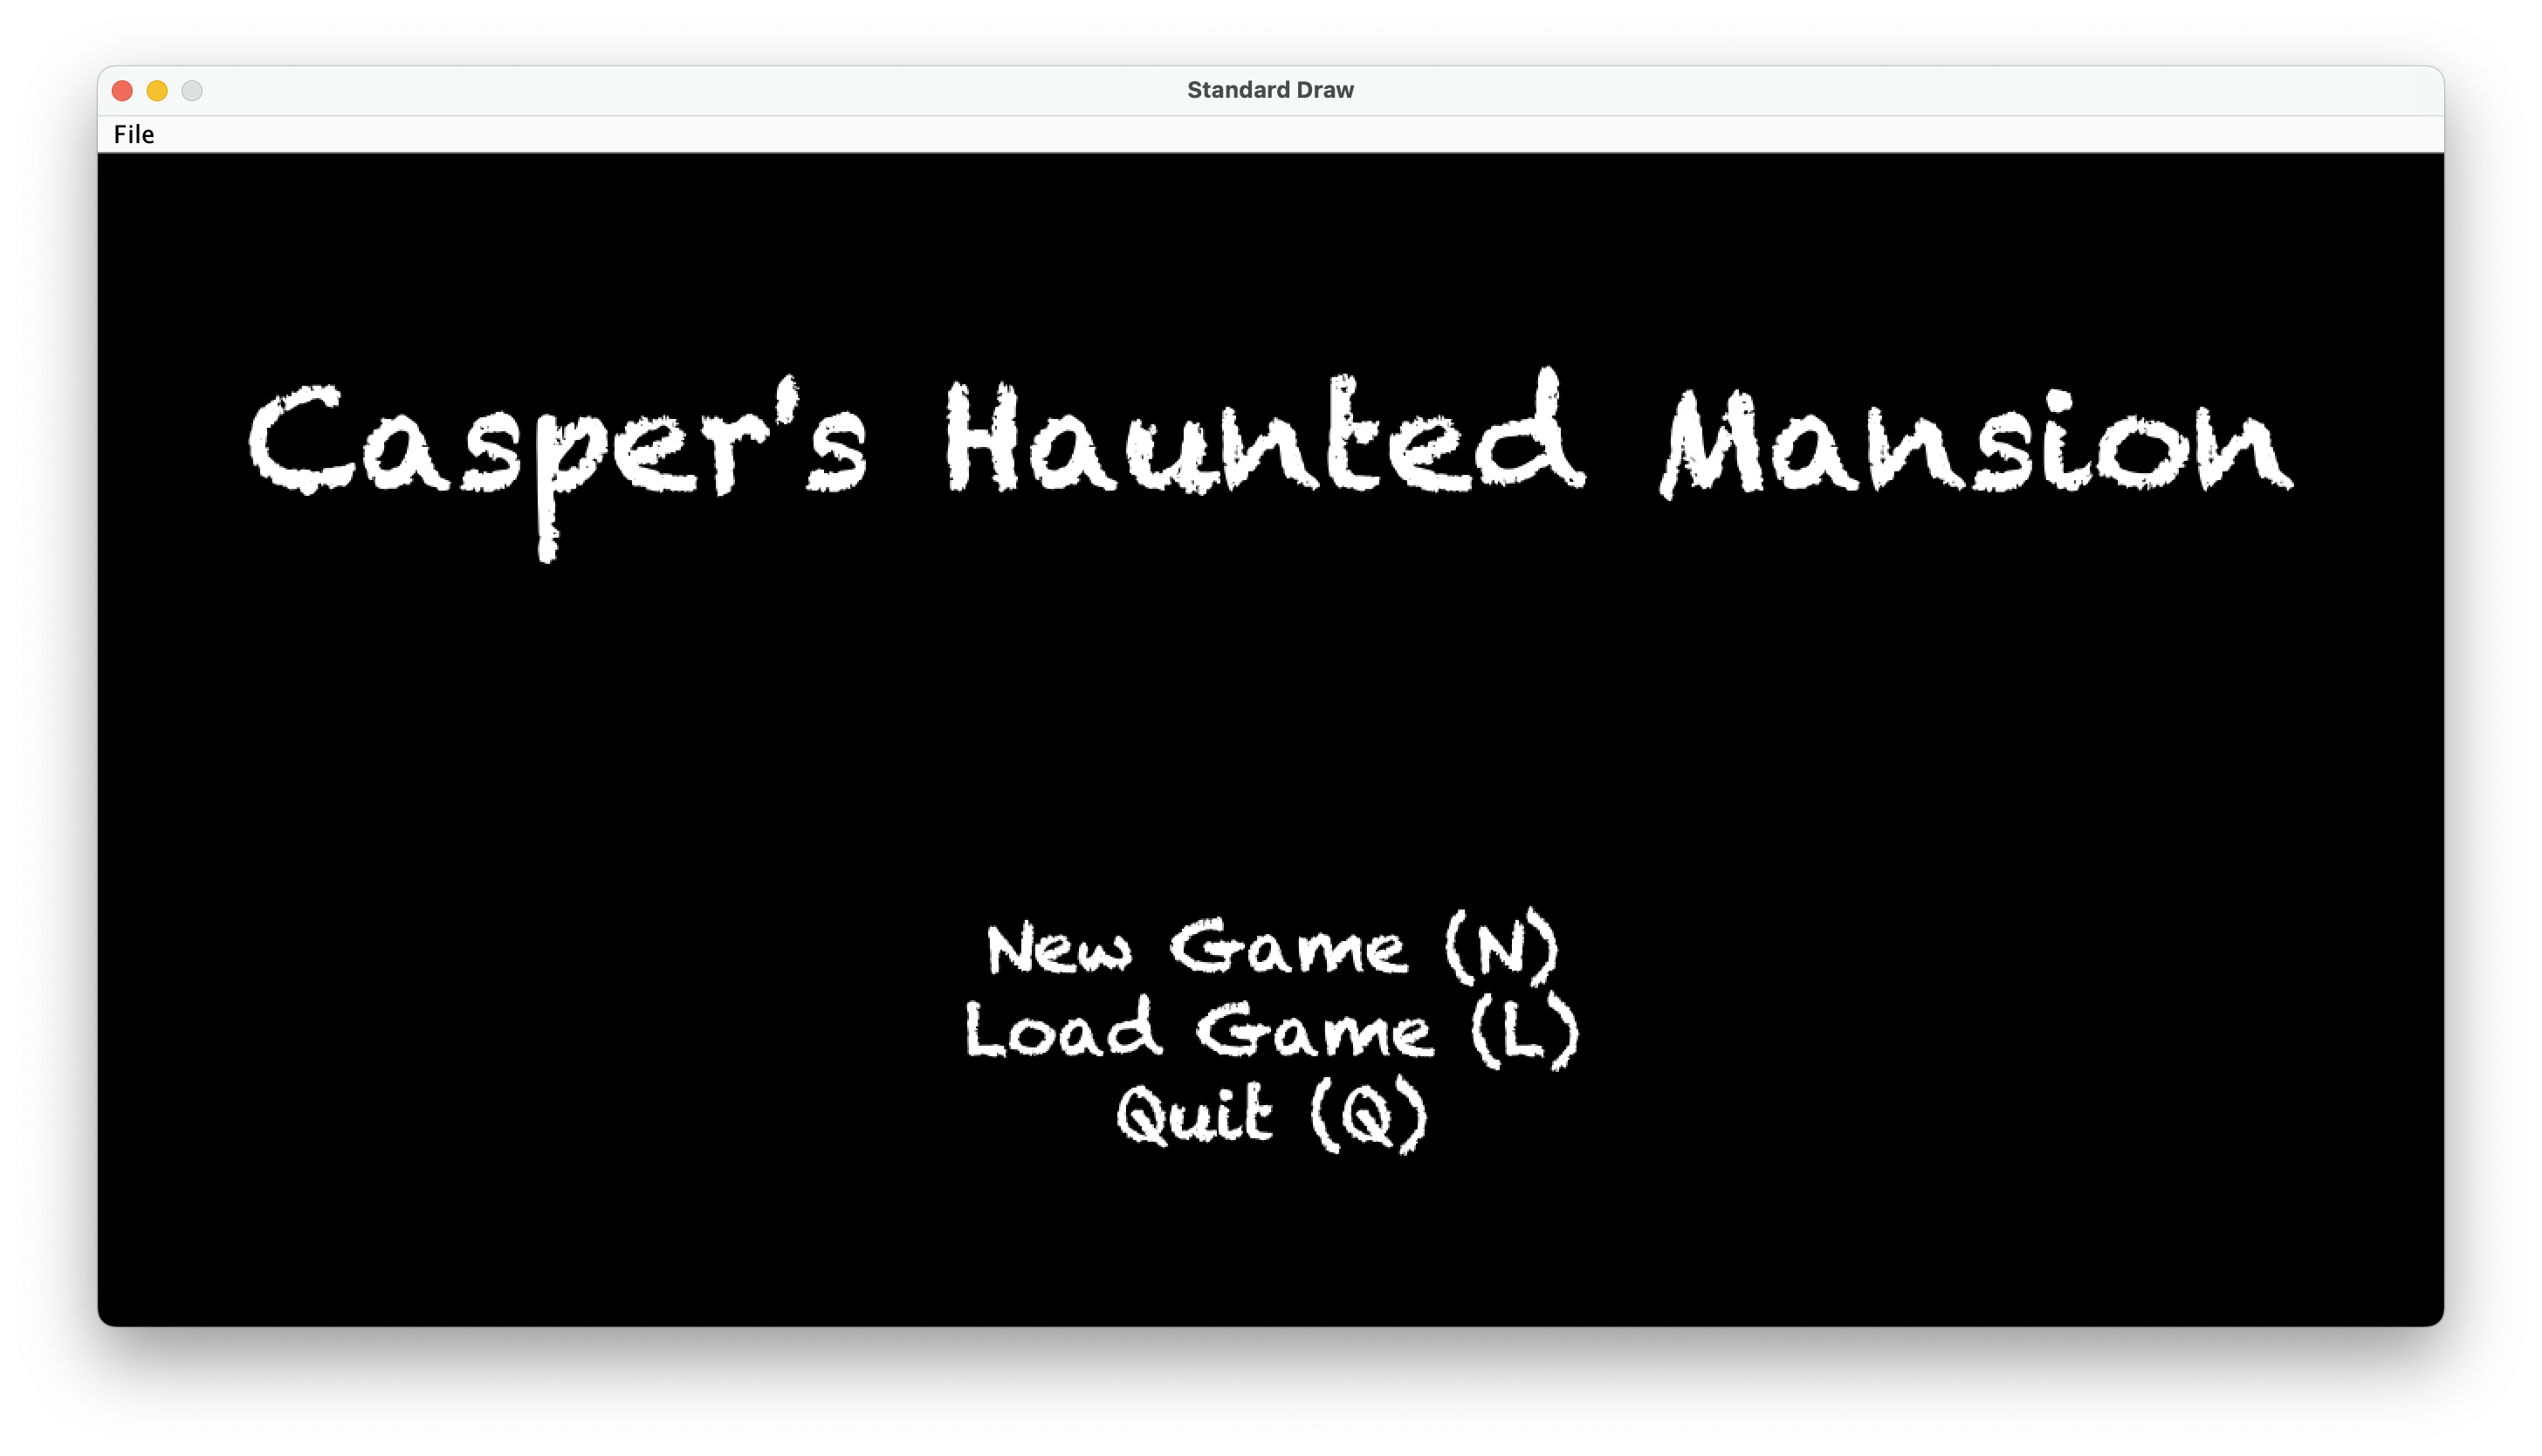 Standard Draw
File
Casper's Haunted Mansion
New Game (N)
Load Game (L)
Quit (Q)